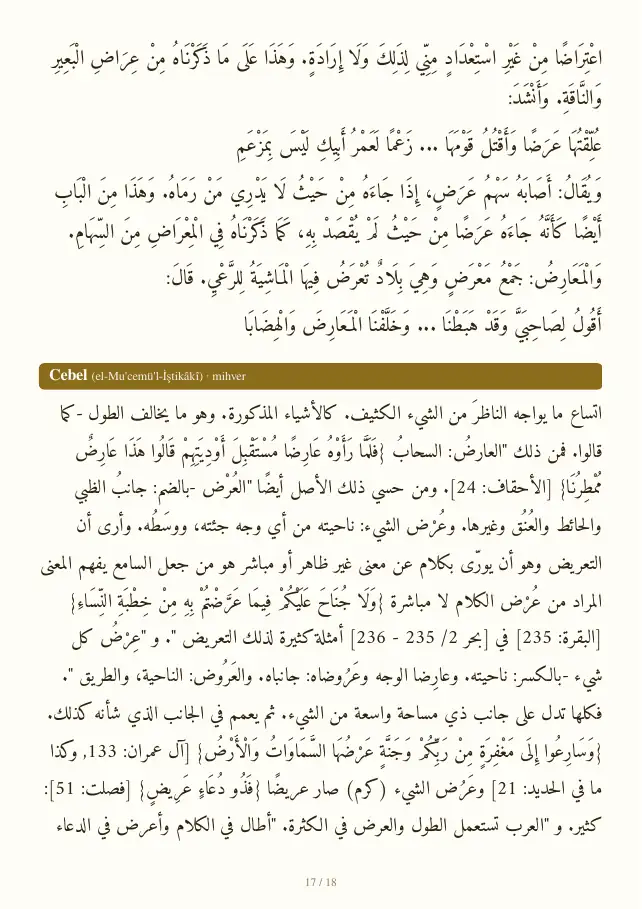 اعْتِرَاضًا مِنْ غَيْرِ اسْتِعْدَادٍ مِنِّي لِذَلِكَ وَلَا إِرَادَةٍ. وَهَذَا عَلَى مَا ذَكَرْنَاهُ مِنْ عِرَاضِ الْبَعِيرِ
وَالنَّاقَةِ. وَأَنْشَدَ:
عُلِّقْتُهَا عَرَضًا وَأَقْتُلُ قَوْمَهَا ... زَعْمًا لَعَمْرُ أَبِيكِ لَيْسَ بِمَزْعَمِ
وَيُقَالُ: أَصَابَهُ سَهْمُ عَرَضٍ، إِذَا جَاءَهُ مِنْ حَيْثُ لَا يَدْرِي مَنْ رَمَاهُ. وَهَذَا مِنَ الْبَابِ
أَيْضًا كَأَنَّهُ جَاءَهُ عَرَضًا مِنْ حَيْثُ لَمْ يُقْصَدْ بِهِ، كَمَا ذَكَرْنَاهُ فِي الْمِعْرَاضِ مِنَ السِّهَامِ.
وَالْمَعَارِضُ: جَمْعُ مَعْرَضٍ وَهِيَ بِلَادٌ تُعْرَضُ فِيهَا الْمَاشِيَةُ لِلرَّعْيِ. قَالَ:
أَقُولُ لِصَاحِبَيَّ وَقَدْ هَبَطْنَا ... وَخَلَّفْنَا الْمَعَارِضَ وَالْهِضَابَا
Cebel (el-Mu'cemü'l-İştikâkī) · mihver
اتساع ما يواجه الناظرَ من الشيء الكثيف. كالأشياء المذكورة. وهو ما يخالف الطول -كما
قالوا. فمن ذلك "العارضُ: السحابُ {فَلَمَّا رَأَوْهُ عَارِضًا مُسْتَقْبِلَ أَوْدِيَتِهِمْ قَالُوا هَذَا عَارِضٌ
مُمْطِرُنَا} [الأحقاف: 24]. ومن حسي ذلك الأصل أيضًا "العُرْض -بالضم: جانبُ الظبي
والحائط والعُنُق وغيرها. وعُرْض الشيء: ناحيته من أي وجه جئته، ووسَطُه. وأرى أن
التعريض وهو أن يورّى بكلام عن معنى غير ظاهر أو مباشر هو من جعل السامع يفهم المعنى
المراد من عُرْض الكلام لا مباشرة {وَلَا جُنَاحَ عَلَيْكُمْ فِيمَا عَرَّضْتُمْ بِهِ مِنْ خِطْبَةِ النِّسَاءِ}
[البقرة: 235] في [بحر 2/ 235 - 236] أمثلة كثيرة لذلك التعريض ". و "عِرْضُ كل
شيء -بالكسر: ناحيته. وعارِضا الوجه وعَرُوضاه: جانباه. والعَرُوض: الناحية، والطريق ".
فكلها تدل على جانب ذي مساحة واسعة من الشيء. ثم يعمم في الجانب الذي شأنه كذلك.
{وَسَارِعُوا إِلَى مَغْفِرَةٍ مِنْ رَبِّكُمْ وَجَنَّةٍ عَرْضُهَا السَّمَاوَاتُ وَالْأَرْضُ} [آل عمران: 133, وكذا
ما في الحديد: 21] وعَرُض الشيء (كرم) صار عريضًا {فَذُو دُعَاءٍ عَرِيضٍ} [فصلت: 51]:
كثير. و "العرب تستعمل الطول والعرض في الكثرة. "أطال في الكلام وأعرض في الدعاء
17 / 18